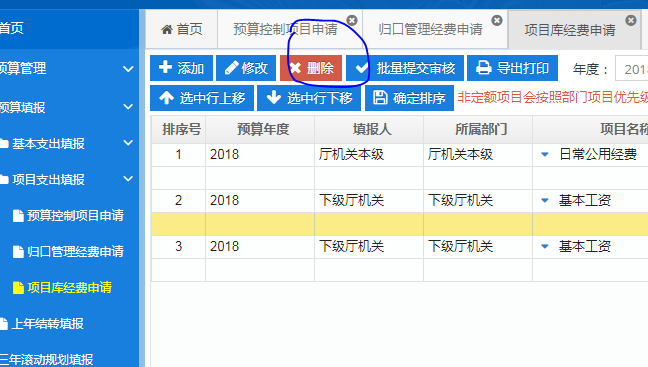 首页
预算管理
预算填报
基本支出填报
项目支出填报
预算控制项目申请
归口管理经费申请
项目库经费申请
上年结转填报
三年滚动规划填报
首页 预算控制项目申请 归口管理经费申请 项目库经费申请
添加 修改 删除 批量提交审核 导出打印 年度： 2018
选中行上移 选中行下移 确定排序 非定额项目会按照部门项目优先级
排序号 预算年度 填报人 所属部门 项目名称
1 2018 厅机关本级 厅机关本级 日常公用经费
2 2018 下级厅机关 下级厅机关 基本工资
3 2018 下级厅机关 下级厅机关 基本工资